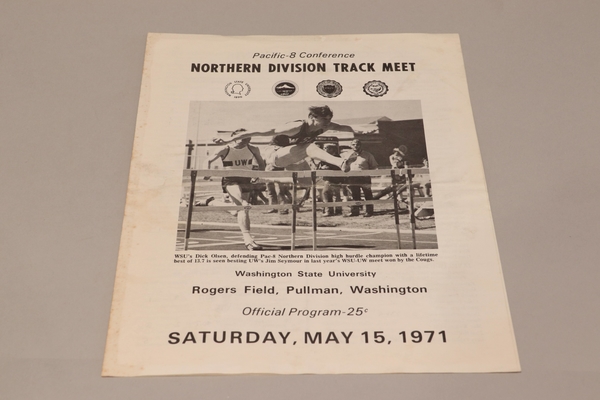 Pacific-8 Conference
NORTHERN DIVISION TRACK MEET
UWA
WSU's Dick Olsen, defending Pac-8 Northern Division high hurdle champion with a lifetime
best of 13.7 is seen besting UW's Jim Seymour in last year's WSU-UW meet won by the Cougs.
Washington State University
Rogers Field, Pullman, Washington
Official Program-25¢
SATURDAY, MAY 15, 1971